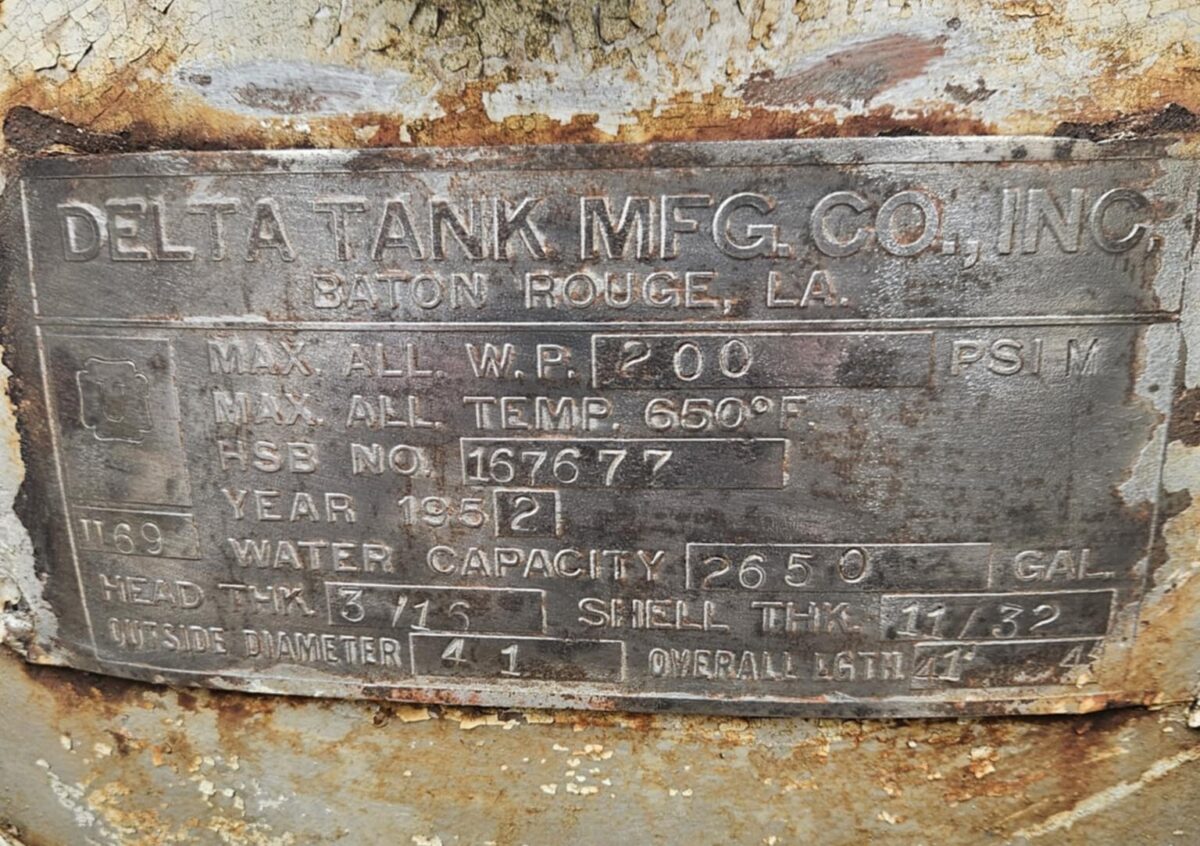 DELTA TANK MFG. CO., INC.
BATON ROUGE, LA.
MAX. ALL. W.P. 200 PSI M
MAX. ALL. TEMP. 650°F.
HSB NO. 167677
YEAR 1952
U69
WATER CAPACITY 2650 GAL.
HEAD THK. 3/16 SHELL THK. 11/32
OUTSIDE DIAMETER 41 OVERALL LGTH 41' 4"